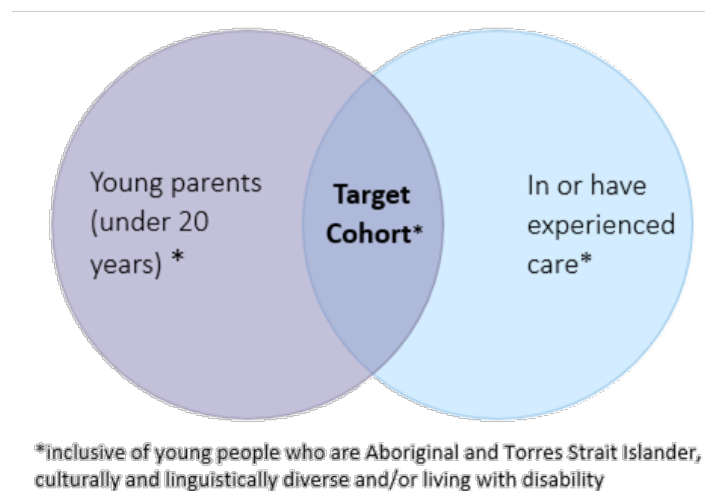 Young parents
(under 20
years) *
Target
Cohort*
In or have
experienced
care*
*inclusive of young people who are Aboriginal and Torres Strait Islander,
culturally and linguistically diverse and/or living with disability